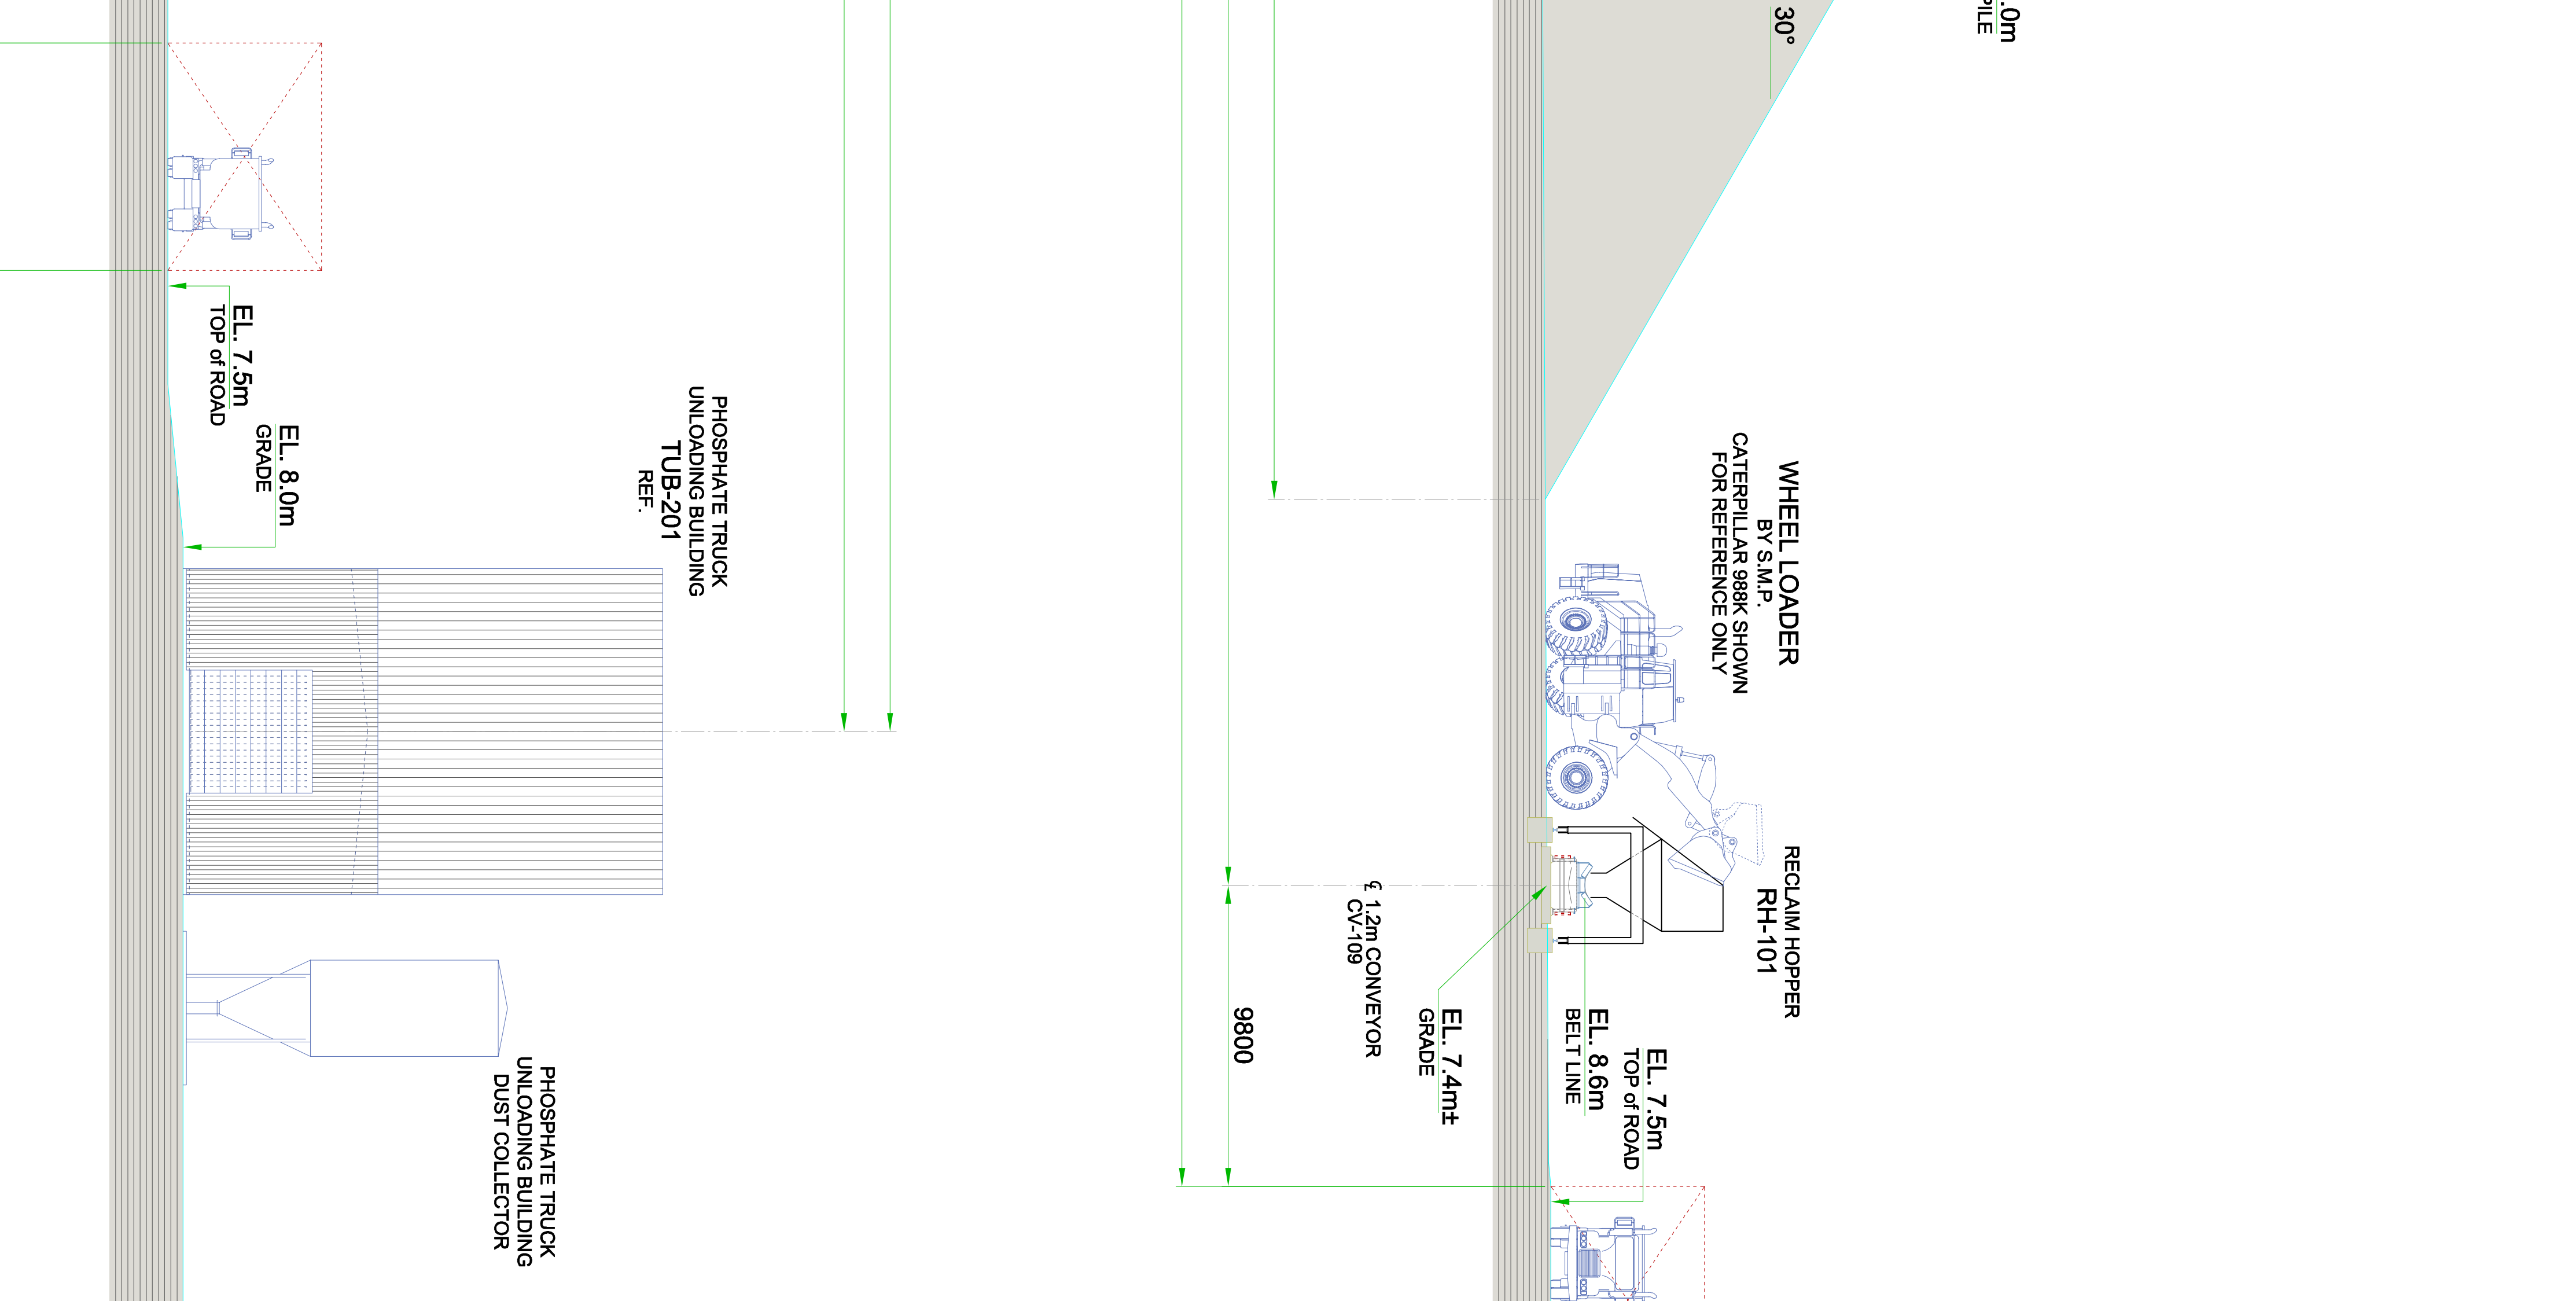 .0m
PILE
30°
WHEEL LOADER
BY S.M.P.
CATERPILLAR 988K SHOWN
FOR REFERENCE ONLY
RECLAIM HOPPER
RH-101
EL. 7.5m
TOP of ROAD
EL. 8.6m
BELT LINE
EL. 7.4m±
GRADE
℄ 1.2m CONVEYOR
CV-109
9800
PHOSPHATE TRUCK
UNLOADING BUILDING
TUB-201
REF.
PHOSPHATE TRUCK
UNLOADING BUILDING
DUST COLLECTOR
EL. 8.0m
GRADE
EL. 7.5m
TOP of ROAD